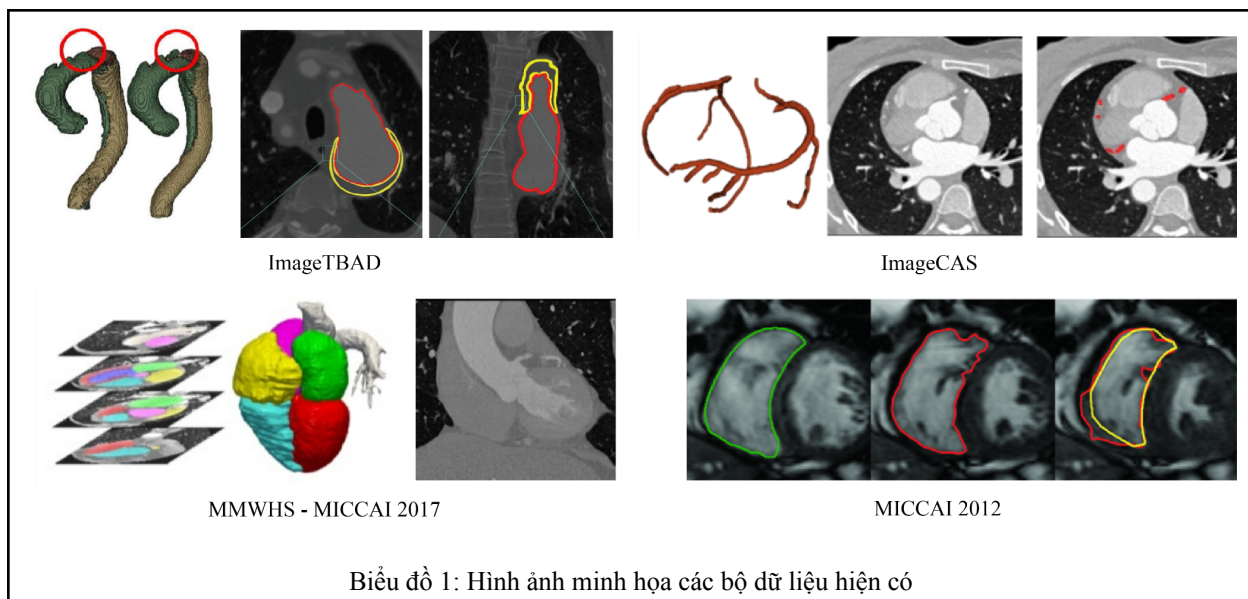 ImageTBAD
ImageCAS
MMWHS - MICCAI 2017
MICCAI 2012
Biểu đồ 1: Hình ảnh minh họa các bộ dữ liệu hiện có